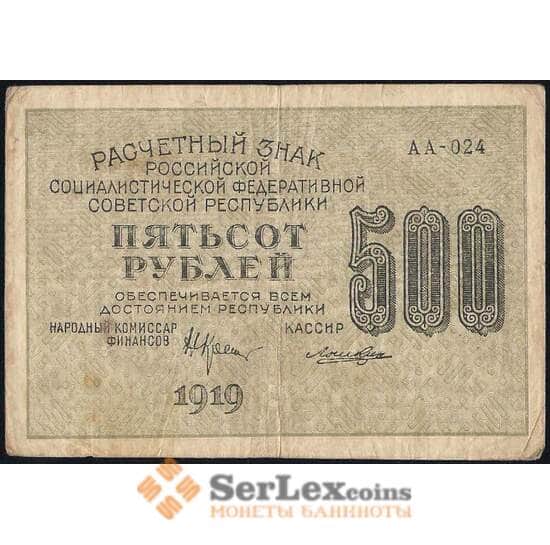 РАСЧЕТНЫЙ ЗНАК
РОССИЙСКОЙ
СОЦИАЛИСТИЧЕСКОЙ ФЕДЕРАТИВНОЙ
СОВЕТСКОЙ РЕСПУБЛИКИ
ПЯТЬСОТ
РУБЛЕЙ
ОБЕСПЕЧИВАЕТСЯ ВСЕМ
ДОСТОЯНИЕМ РЕСПУБЛИКИ
НАРОДНЫЙ КОМИССАР
ФИНАНСОВ
КАССИР
1919
АА-024
500
SerLexcoins
МОНЕТЫ БАНКНОТЫ